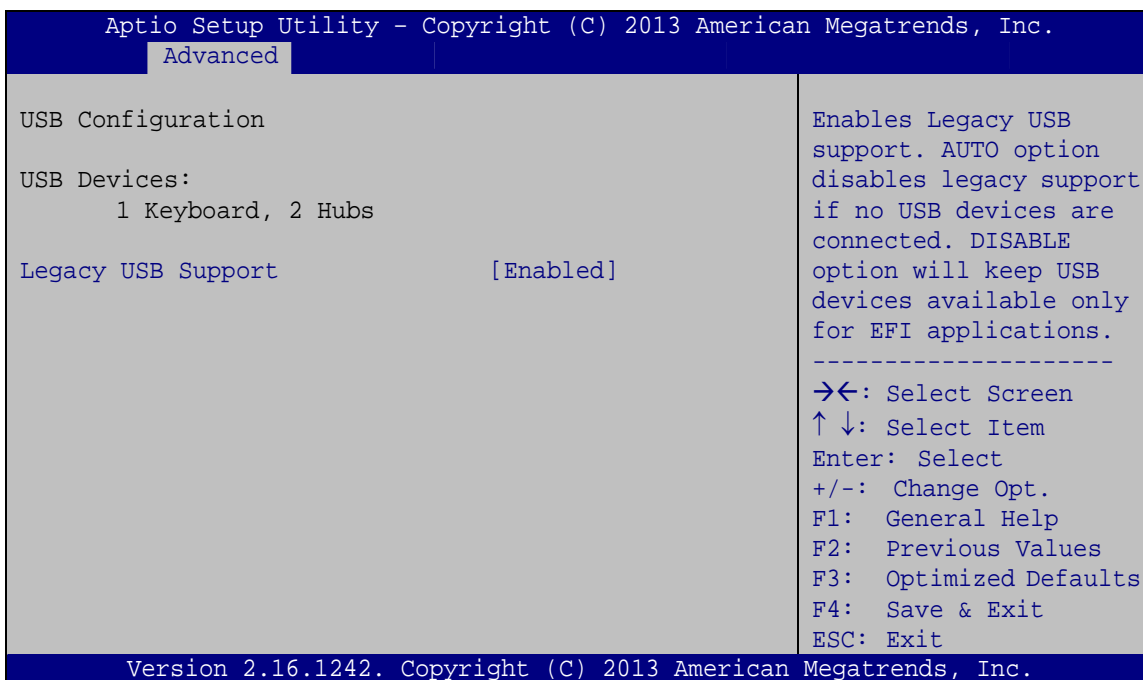 Aptio Setup Utility – Copyright (C) 2013 American Megatrends, Inc.
Advanced
USB Configuration
USB Devices:
1 Keyboard, 2 Hubs
Legacy USB Support [Enabled]
Enables Legacy USB
support. AUTO option
disables legacy support
if no USB devices are
connected. DISABLE
option will keep USB
devices available only
for EFI applications.
---------------------
→←: Select Screen
↑ ↓: Select Item
Enter: Select
+/-: Change Opt.
F1: General Help
F2: Previous Values
F3: Optimized Defaults
F4: Save & Exit
ESC: Exit
Version 2.16.1242. Copyright (C) 2013 American Megatrends, Inc.